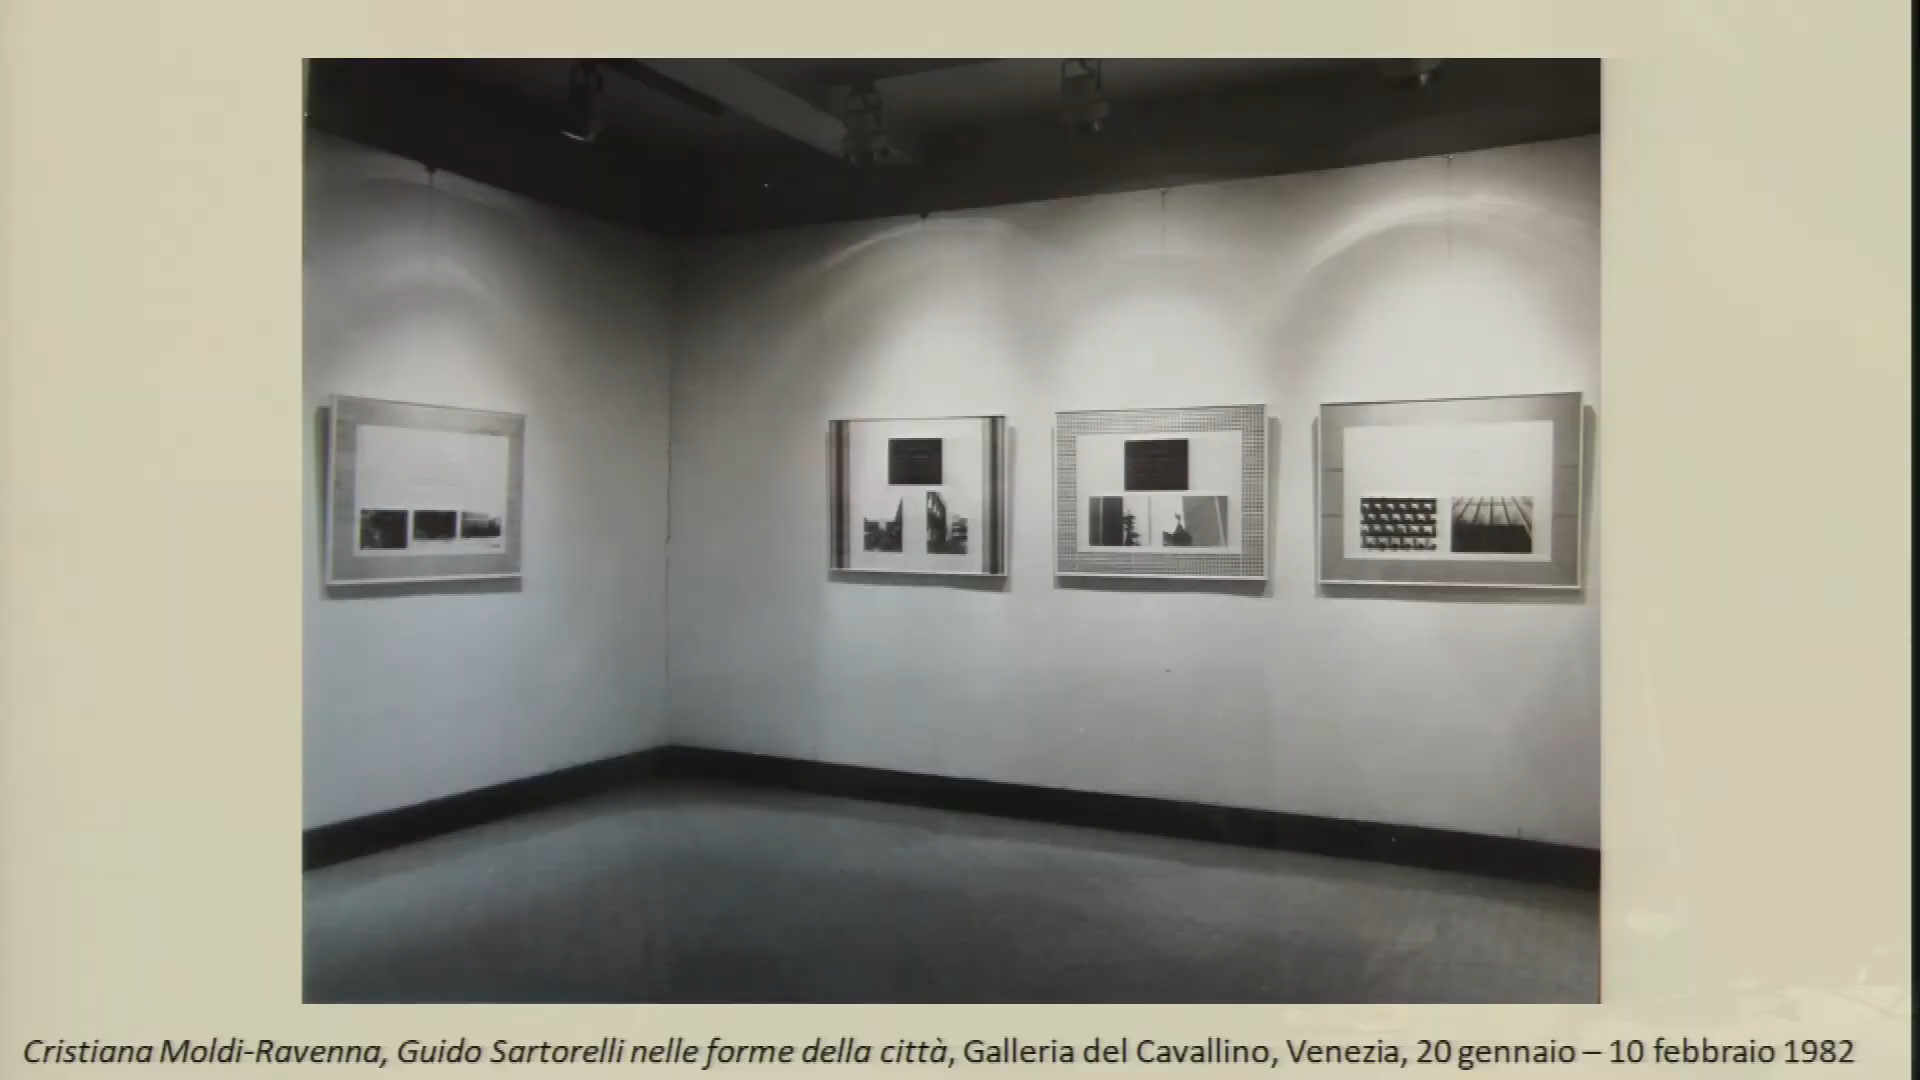 Cristiana Moldi-Ravenna, Guido Sartorelli nelle forme della città, Galleria del Cavallino, Venezia, 20 gennaio – 10 febbraio 1982